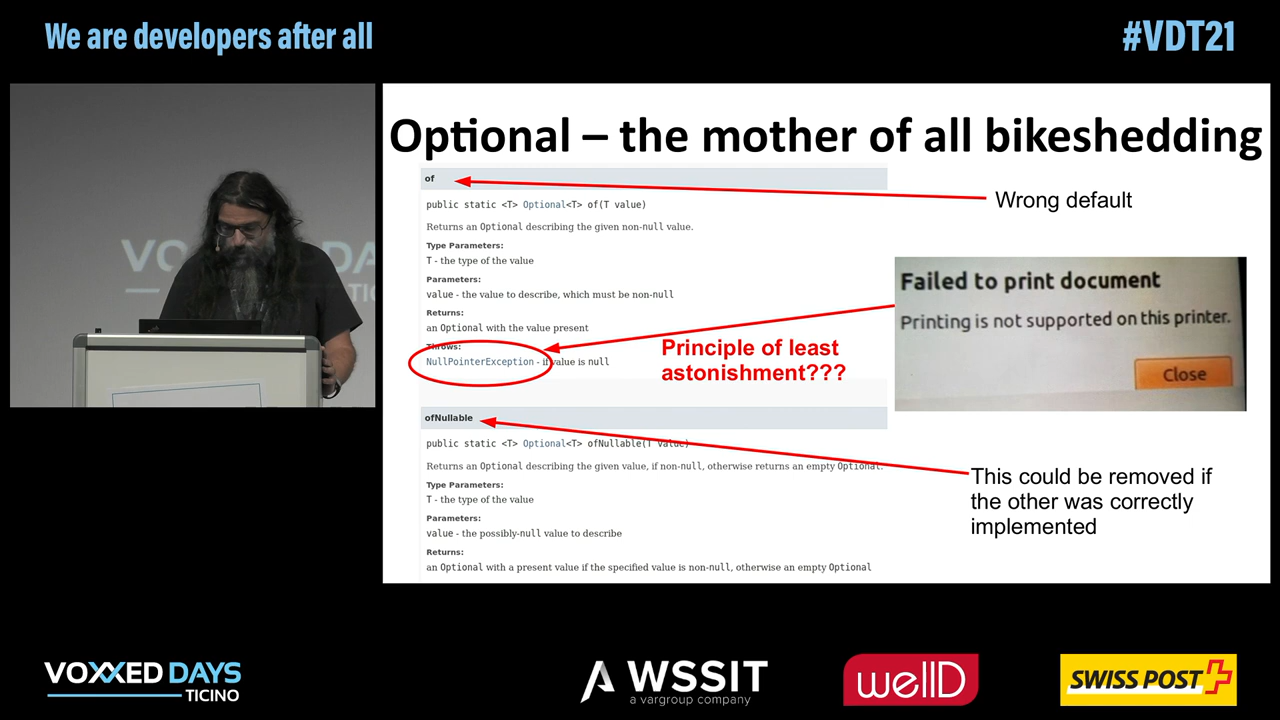 We are developers after all
#VDT21
Optional – the mother of all bikeshedding
of
Wrong default
public static <T> Optional<T> of(T value)
Returns an Optional describing the given non-null value.
Type Parameters:
T - the type of the value
Parameters:
value - the value to describe, which must be non-null
Returns:
an Optional with the value present
Throws:
NullPointerException - if value is null
Principle of least
astonishment???
Failed to print document
Printing is not supported on this printer.
Close
ofNullable
public static <T> Optional<T> ofNullable(T value)
Returns an Optional describing the given value, if non-null, otherwise returns an empty Optional.
Type Parameters:
T - the type of the value
Parameters:
value - the possibly-null value to describe
Returns:
an Optional with a present value if the specified value is non-null, otherwise an empty Optional
This could be removed if
the other was correctly
implemented
VOXXED DAYS
TICINO
WSSIT
a vargroup company
wellD
SWISS POST